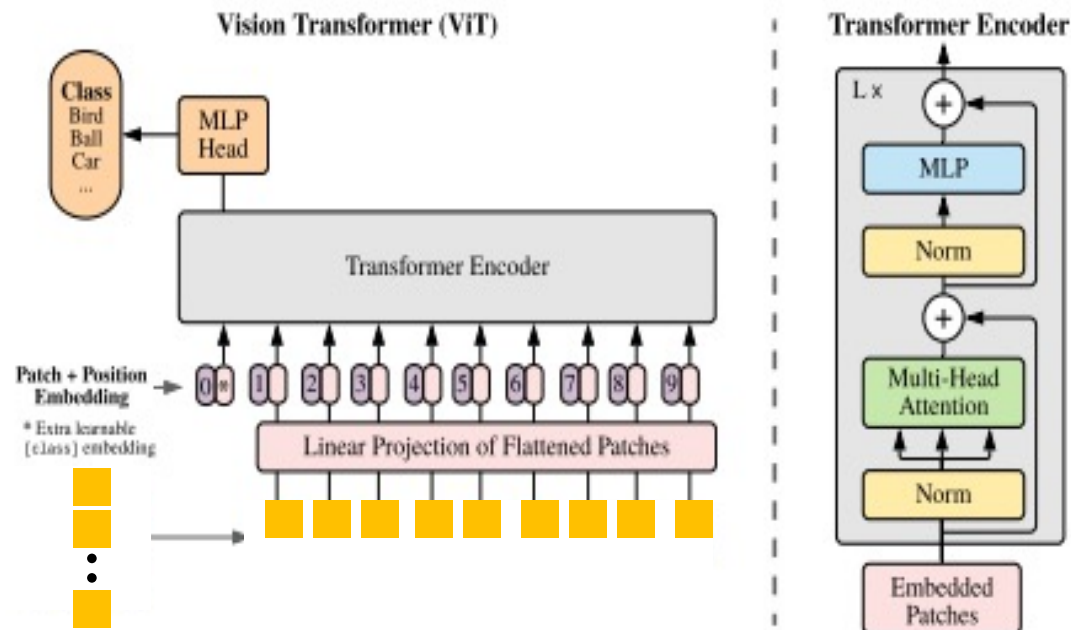 Vision Transformer (ViT)
Class
Bird
Ball
Car
...
MLP
Head
Transformer Encoder
Patch + Position
Embedding
* Extra learnable
[class] embedding
0 * 1 2 3 4 5 6 7 8 9
Linear Projection of Flattened Patches
Transformer Encoder
L x
+
MLP
Norm
+
Multi-Head
Attention
Norm
Embedded
Patches